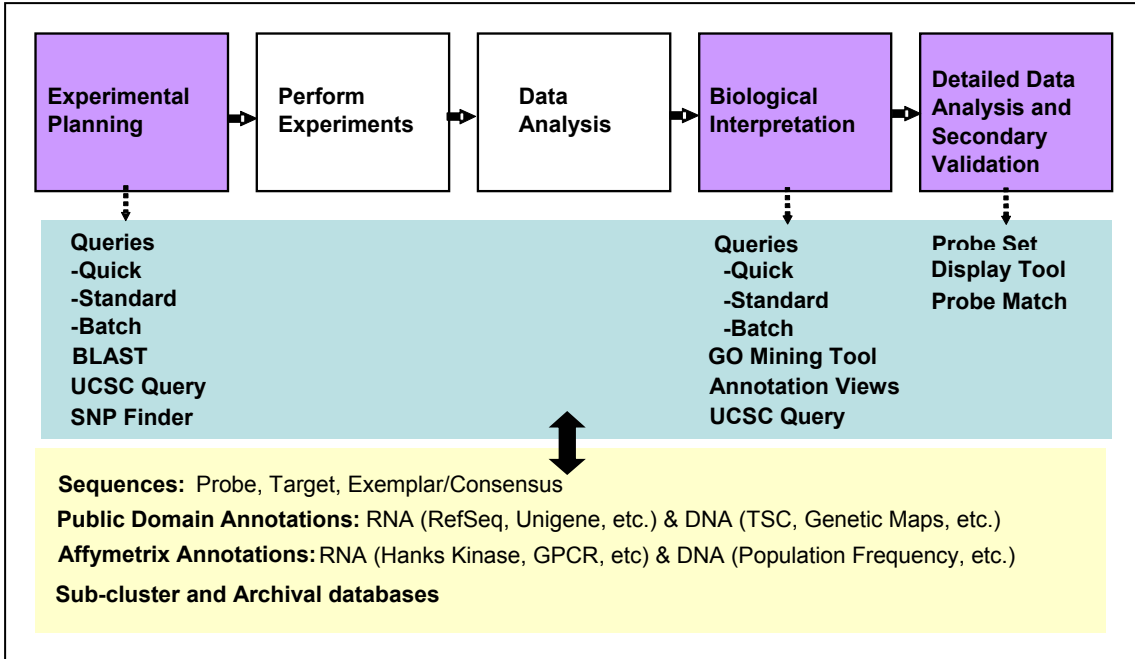 Experimental
Planning
Perform
Experiments
Data
Analysis
Biological
Interpretation
Detailed Data
Analysis and
Secondary
Validation
Queries
-Quick
-Standard
-Batch
BLAST
UCSC Query
SNP Finder
Queries
-Quick
-Standard
-Batch
GO Mining Tool
Annotation Views
UCSC Query
Probe Set
Display Tool
Probe Match
Sequences: Probe, Target, Exemplar/Consensus
Public Domain Annotations: RNA (RefSeq, Unigene, etc.) & DNA (TSC, Genetic Maps, etc.)
Affymetrix Annotations: RNA (Hanks Kinase, GPCR, etc) & DNA (Population Frequency, etc.)
Sub-cluster and Archival databases